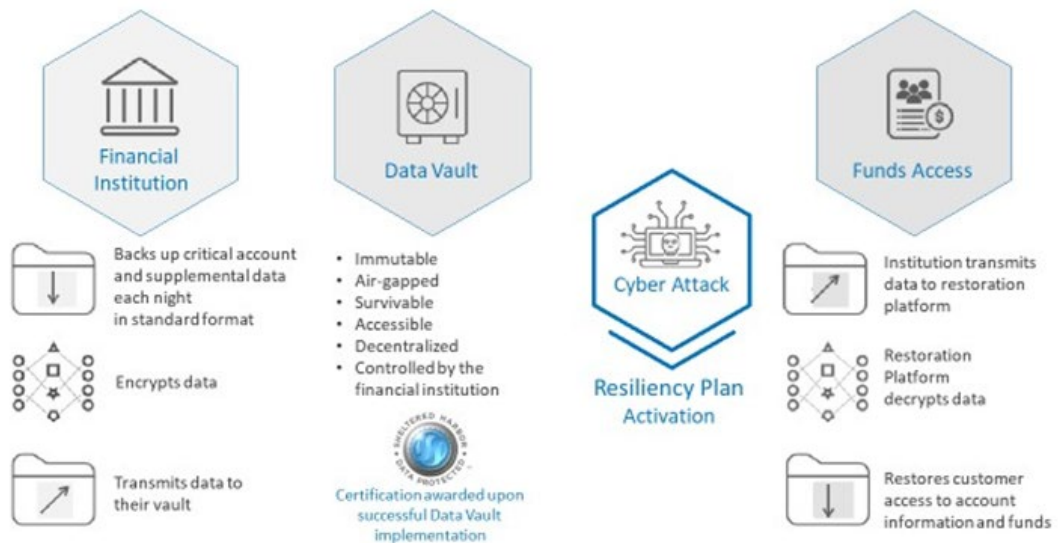 Financial
Institution
Backs up critical account
and supplemental data
each night
in standard format
Encrypts data
Transmits data to
their vault
Data Vault
• Immutable
• Air-gapped
• Survivable
• Accessible
• Decentralized
• Controlled by the
financial institution
SHELTERED HARBOR
DATA PROTECTED
Certification awarded upon
successful Data Vault
implementation
Cyber Attack
Resiliency Plan
Activation
$
Funds Access
Institution transmits
data to restoration
platform
Restoration
Platform
decrypts data
Restores customer
access to account
information and funds